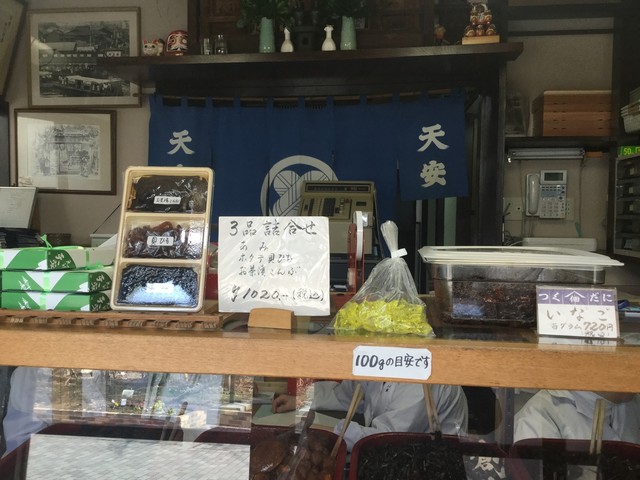 天
天安
3品詰合せ
あみ
ホタテ貝ひも
お茶漬こんぶ
¥1020.-(税込)
つくだに
いなご
720円
100gの目安です